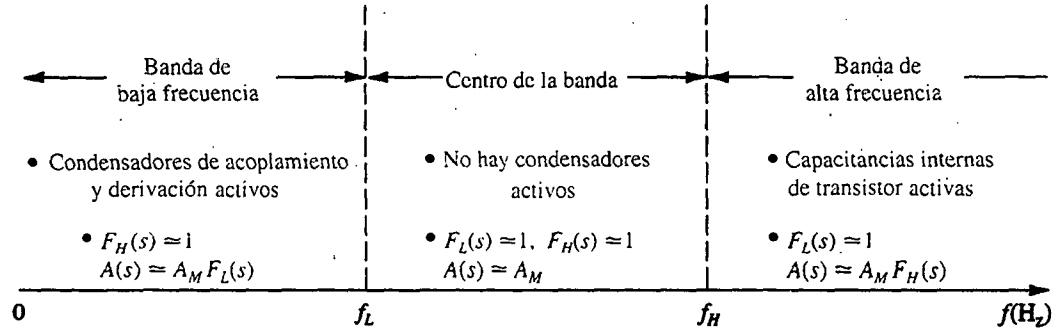 Banda de
baja frecuencia
Centro de la banda
Banda de
alta frecuencia
• Condensadores de acoplamiento
y derivación activos
• F_H(s) ≃ 1
A(s) ≃ A_M F_L(s)
• No hay condensadores
activos
• F_L(s) ≃ 1, F_H(s) ≃ 1
A(s) ≃ A_M
• Capacitancias internas
de transistor activas
• F_L(s) ≃ 1
A(s) ≃ A_M F_H(s)
0 f_L f_H f(H_z)